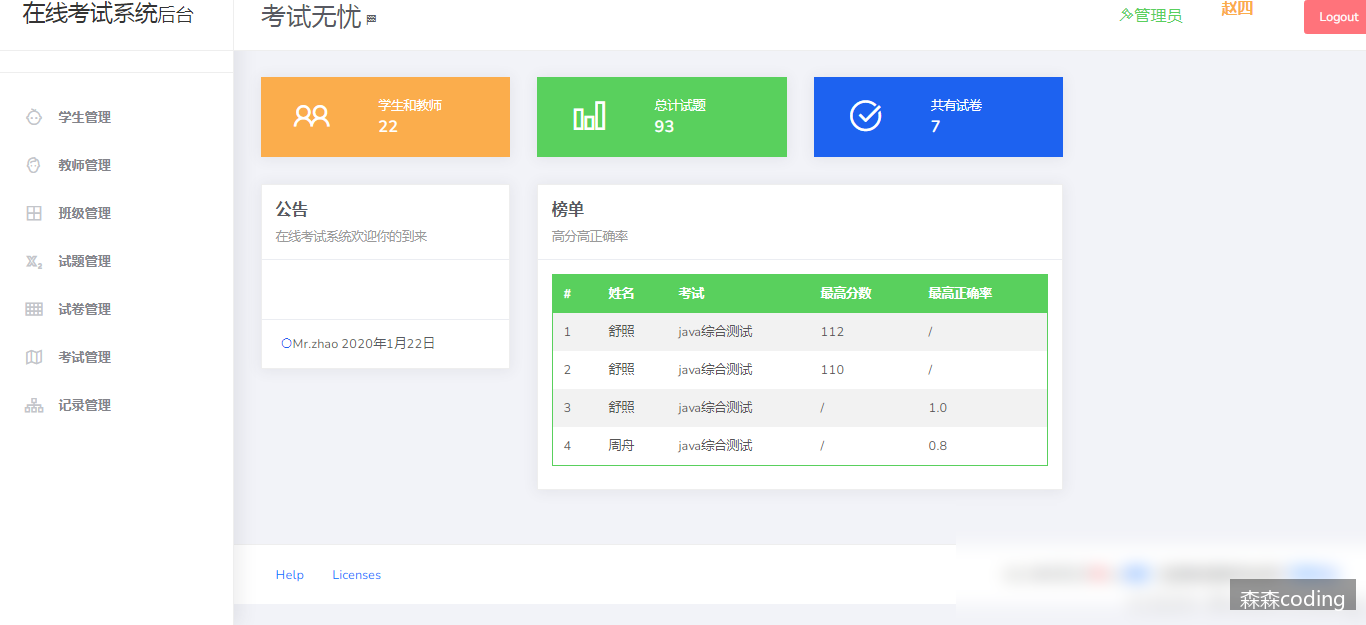 在线考试系统后台
考试无忧
管理员
赵四
Logout
学生管理
教师管理
班级管理
试题管理
试卷管理
考试管理
记录管理
学生和教师
22
总计试题
93
共有试卷
7
公告
在线考试系统欢迎你的到来
Mr.zhao 2020年1月22日
榜单
高分高正确率
# 姓名 考试 最高分数 最高正确率
1 舒照 java综合测试 112 /
2 舒照 java综合测试 110 /
3 舒照 java综合测试 / 1.0
4 周舟 java综合测试 / 0.8
Help Licenses
森森coding